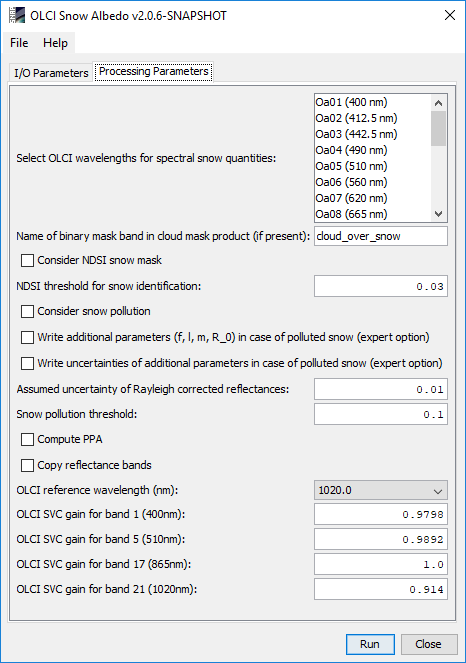 OLCI Snow Albedo v2.0.6-SNAPSHOT
File Help
I/O Parameters Processing Parameters
Oa01 (400 nm)
Oa02 (412.5 nm)
Oa03 (442.5 nm)
Oa04 (490 nm)
Select OLCI wavelengths for spectral snow quantities:
Oa05 (510 nm)
Oa06 (560 nm)
Oa07 (620 nm)
Oa08 (665 nm)
Name of binary mask band in cloud mask product (if present): cloud_over_snow
Consider NDSI snow mask
NDSI threshold for snow identification: 0.03
Consider snow pollution
Write additional parameters (f, l, m, R_0) in case of polluted snow (expert option)
Write uncertainties of additional parameters in case of polluted snow (expert option)
Assumed uncertainty of Rayleigh corrected reflectances: 0.01
Snow pollution threshold: 0.1
Compute PPA
Copy reflectance bands
OLCI reference wavelength (nm): 1020.0
OLCI SVC gain for band 1 (400nm): 0.9798
OLCI SVC gain for band 5 (510nm): 0.9892
OLCI SVC gain for band 17 (865nm): 1.0
OLCI SVC gain for band 21 (1020nm): 0.914
Run Close